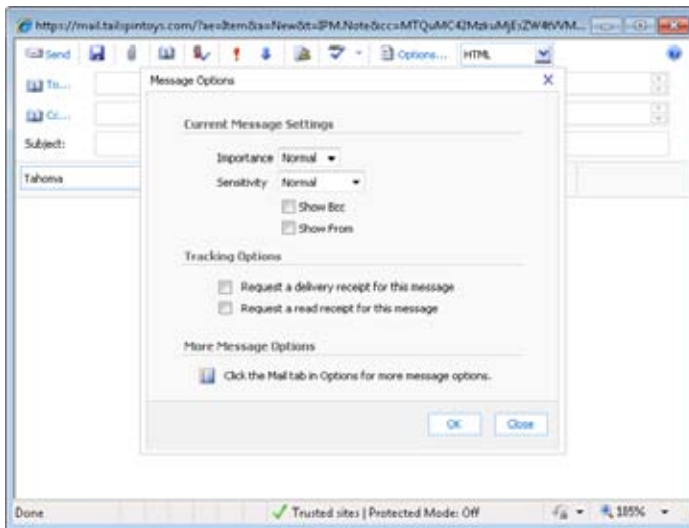 https://mail.tailspintoys.com/?ae=Item&a=New&t=IPM.Note&cc=
Send
Options...
HTML
Message Options
To...
Cc...
Subject:
Tahoma
Current Message Settings
Importance Normal
Sensitivity Normal
Show Bcc
Show From
Tracking Options
Request a delivery receipt for this message
Request a read receipt for this message
More Message Options
Click the Mail tab in Options for more message options.
OK Close
Done Trusted sites | Protected Mode: Off 105%